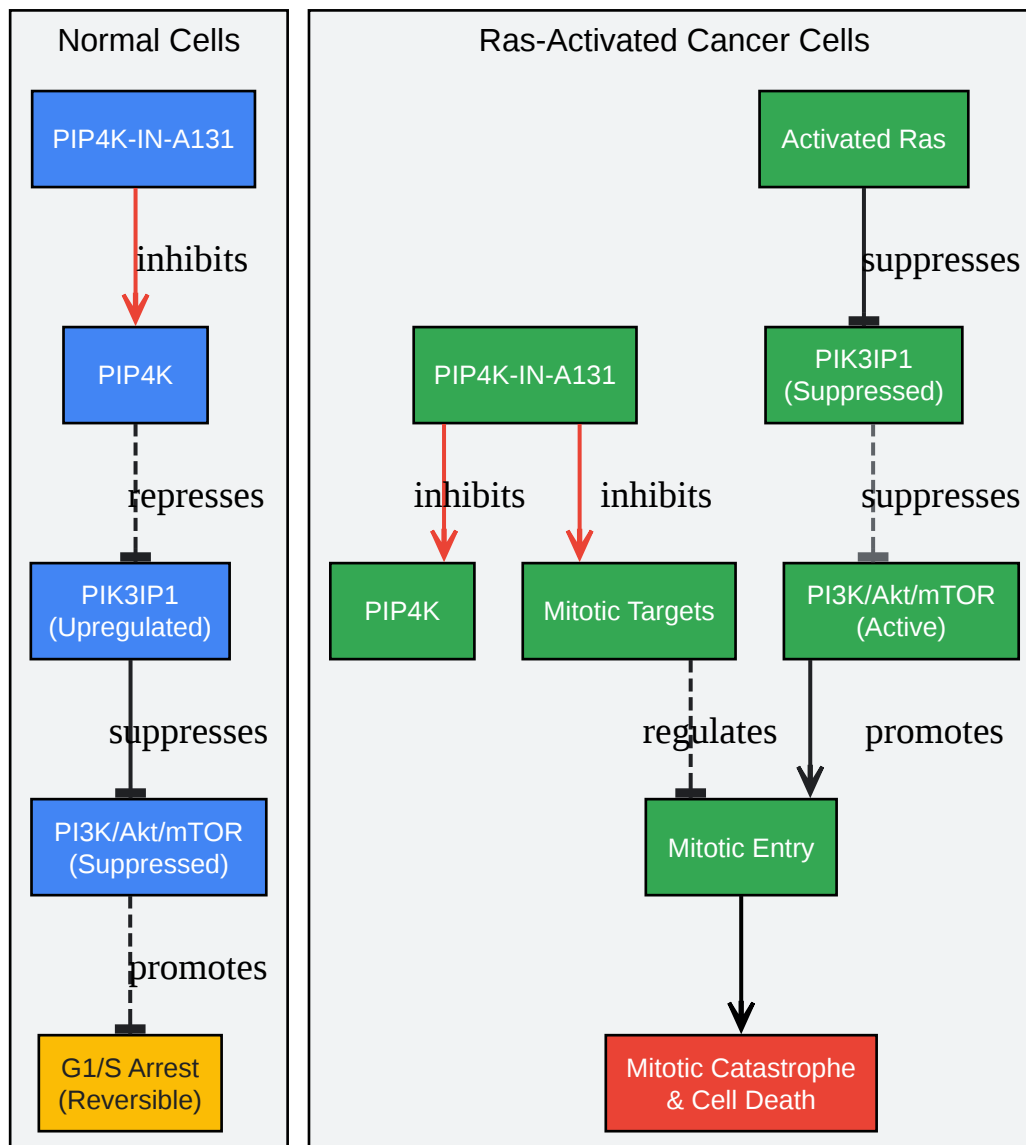 Normal Cells
PIP4K-IN-A131
inhibits
PIP4K
represses
PIK3IP1
(Upregulated)
suppresses
PI3K/Akt/mTOR
(Suppressed)
promotes
G1/S Arrest
(Reversible)
Ras-Activated Cancer Cells
Activated Ras
suppresses
PIP4K-IN-A131
PIK3IP1
(Suppressed)
inhibits
inhibits
suppresses
PIP4K
Mitotic Targets
PI3K/Akt/mTOR
(Active)
regulates
promotes
Mitotic Entry
Mitotic Catastrophe
& Cell Death